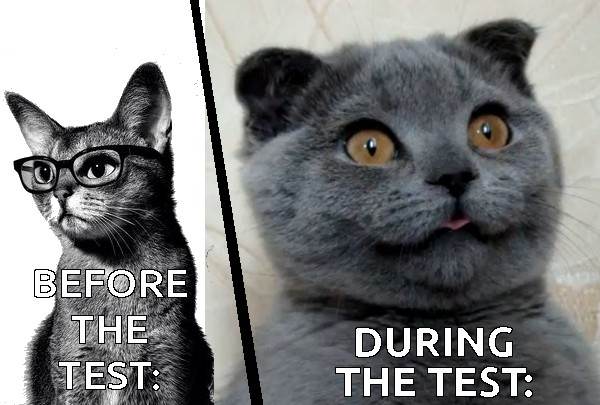 BEFORE
THE
TEST:
DURING
THE TEST: